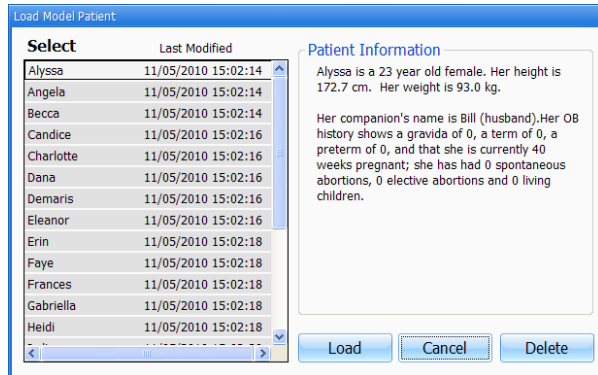 Load Model Patient
Select Last Modified
Alyssa 11/05/2010 15:02:14
Angela 11/05/2010 15:02:14
Becca 11/05/2010 15:02:14
Candice 11/05/2010 15:02:16
Charlotte 11/05/2010 15:02:16
Dana 11/05/2010 15:02:16
Demaris 11/05/2010 15:02:16
Eleanor 11/05/2010 15:02:16
Erin 11/05/2010 15:02:18
Faye 11/05/2010 15:02:18
Frances 11/05/2010 15:02:18
Gabriella 11/05/2010 15:02:18
Heidi 11/05/2010 15:02:18
Patient Information
Alyssa is a 23 year old female. Her height is
172.7 cm. Her weight is 93.0 kg.
Her companion's name is Bill (husband).Her OB
history shows a gravida of 0, a term of 0, a
preterm of 0, and that she is currently 40
weeks pregnant; she has had 0 spontaneous
abortions, 0 elective abortions and 0 living
children.
Load Cancel Delete